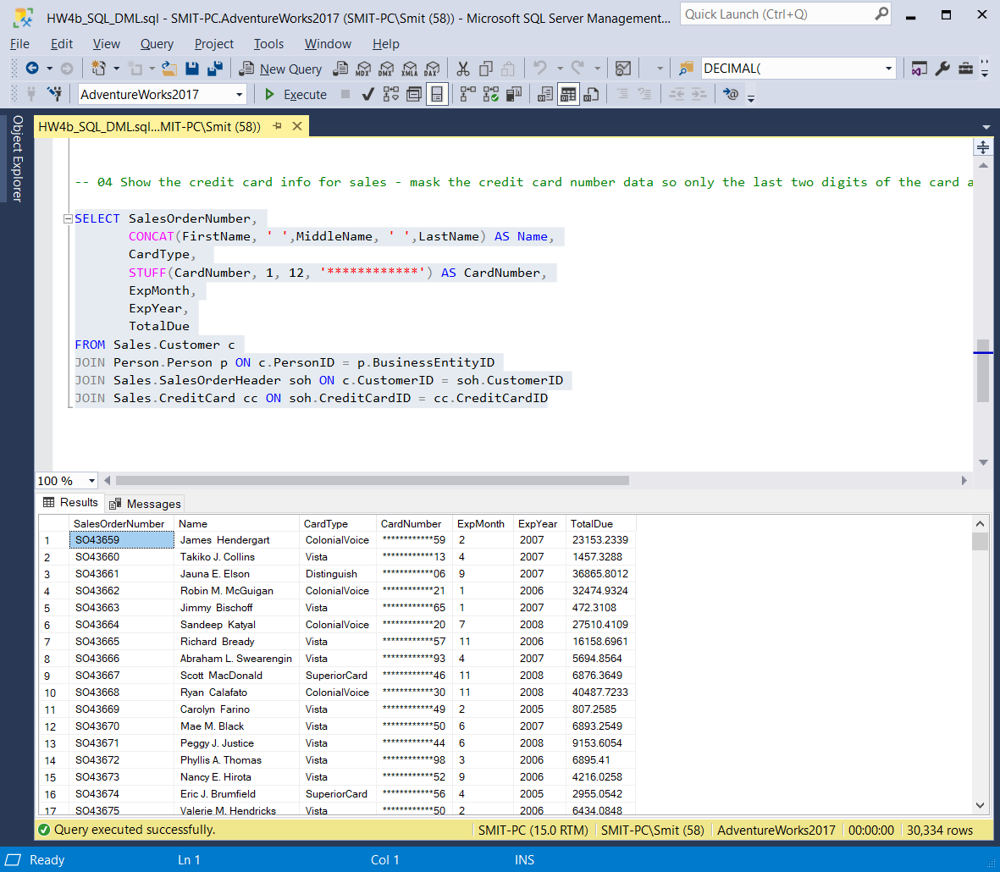 HW4b_SQL_DML.sql - SMIT-PC.AdventureWorks2017 (SMIT-PC\Smit (58)) - Microsoft SQL Server Management...
Quick Launch (Ctrl+Q)
File Edit View Query Project Tools Window Help
New Query MDX DMX XMLA DAX DECIMAL(
AdventureWorks2017 Execute
Object Explorer
HW4b_SQL_DML.sql...MIT-PC\Smit (58))
-- 04 Show the credit card info for sales - mask the credit card number data so only the last two digits of the card a
SELECT SalesOrderNumber,
CONCAT(FirstName, ' ',MiddleName, ' ',LastName) AS Name,
CardType,
STUFF(CardNumber, 1, 12, '************') AS CardNumber,
ExpMonth,
ExpYear,
TotalDue
FROM Sales.Customer c
JOIN Person.Person p ON c.PersonID = p.BusinessEntityID
JOIN Sales.SalesOrderHeader soh ON c.CustomerID = soh.CustomerID
JOIN Sales.CreditCard cc ON soh.CreditCardID = cc.CreditCardID
100 %
Results Messages
SalesOrderNumber Name CardType CardNumber ExpMonth ExpYear TotalDue
1 SO43659 James Hendergart ColonialVoice ************59 2 2007 23153.2339
2 SO43660 Takiko J. Collins Vista ************13 4 2007 1457.3288
3 SO43661 Jauna E. Elson Distinguish ************06 9 2007 36865.8012
4 SO43662 Robin M. McGuigan ColonialVoice ************21 1 2006 32474.9324
5 SO43663 Jimmy Bischoff Vista ************65 1 2007 472.3108
6 SO43664 Sandeep Katyal ColonialVoice ************20 7 2008 27510.4109
7 SO43665 Richard Bready Vista ************57 11 2006 16158.6961
8 SO43666 Abraham L. Swearengin Vista ************93 4 2007 5694.8564
9 SO43667 Scott MacDonald SuperiorCard ************46 11 2008 6876.3649
10 SO43668 Ryan Calafato ColonialVoice ************30 11 2008 40487.7233
11 SO43669 Carolyn Farino Vista ************49 2 2005 807.2585
12 SO43670 Mae M. Black Vista ************50 6 2007 6893.2549
13 SO43671 Peggy J. Justice Vista ************44 6 2008 9153.6054
14 SO43672 Phyllis A. Thomas Vista ************98 3 2006 6895.41
15 SO43673 Nancy E. Hirota Vista ************52 9 2006 4216.0258
16 SO43674 Eric J. Brumfield SuperiorCard ************56 4 2005 2955.0542
17 SO43675 Valerie M. Hendricks Vista ************50 2 2006 6434.0848
Query executed successfully. SMIT-PC (15.0 RTM) SMIT-PC\Smit (58) AdventureWorks2017 00:00:00 30,334 rows
Ready Ln 1 Col 1 INS